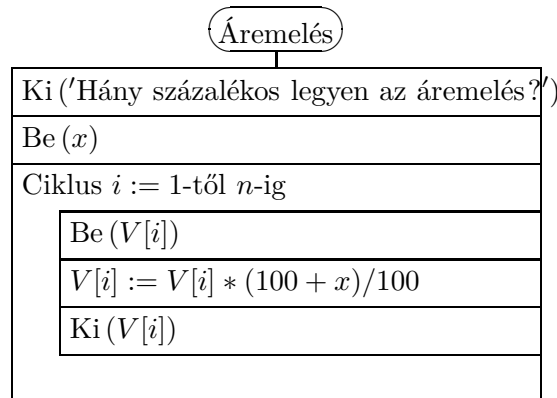 Áremelés
Ki('Hány százalékos legyen az áremelés?')
Be(x)
Ciklus i := 1-től n-ig
Be(V[i])
V[i] := V[i] ∗ (100 + x)/100
Ki(V[i])